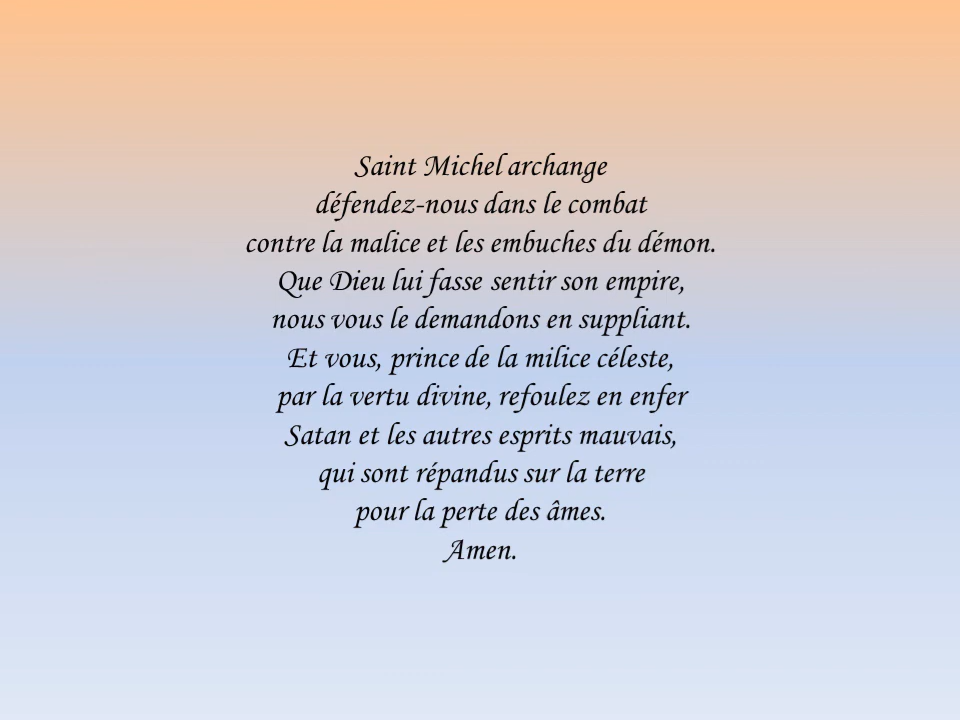 Saint Michel archange
défendez-nous dans le combat
contre la malice et les embuches du démon.
Que Dieu lui fasse sentir son empire,
nous vous le demandons en suppliant.
Et vous, prince de la milice céleste,
par la vertu divine, refoulez en enfer
Satan et les autres esprits mauvais,
qui sont répandus sur la terre
pour la perte des âmes.
Amen.